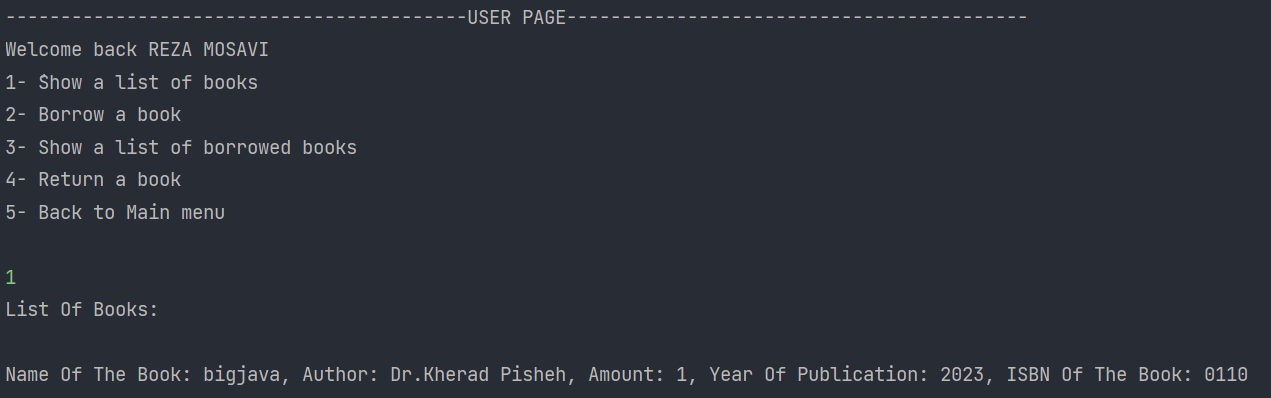 ------------------------------------------USER PAGE------------------------------------------
Welcome back REZA MOSAVI
1- Show a list of books
2- Borrow a book
3- Show a list of borrowed books
4- Return a book
5- Back to Main menu
1
List Of Books:
Name Of The Book: bigjava, Author: Dr.Kherad Pisheh, Amount: 1, Year Of Publication: 2023, ISBN Of The Book: 0110